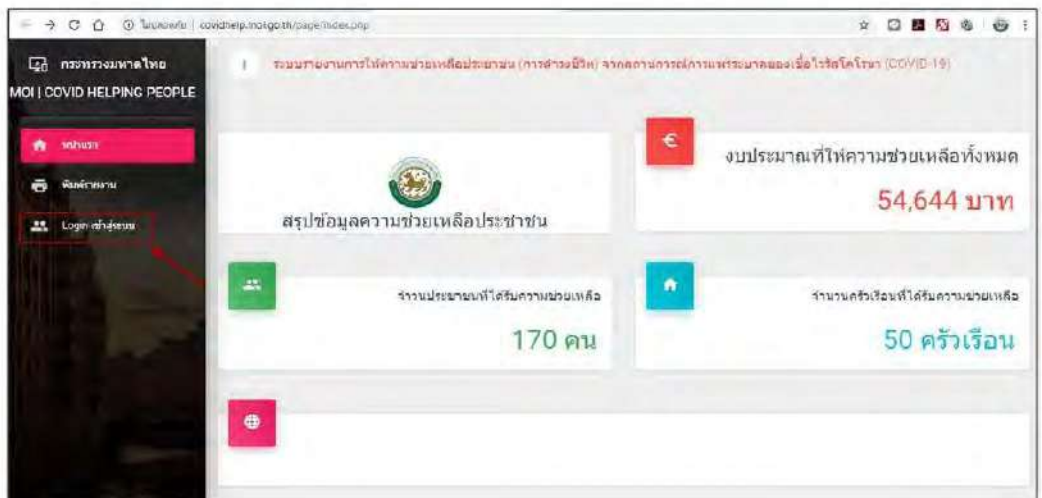 ไม่ปลอดภัย | covidhelp.moi.go.th/page/index.php
กระทรวงมหาดไทย
MOI | COVID HELPING PEOPLE
หน้าแรก
พิมพ์รายงาน
Login เข้าสู่ระบบ
ระบบรายงานการให้ความช่วยเหลือประชาชน (การดำรงชีวิต) จากสถานการณ์การแพร่ระบาดของเชื้อไวรัสโคโรนา (COVID-19)
สรุปข้อมูลความช่วยเหลือประชาชน
งบประมาณที่ให้ความช่วยเหลือทั้งหมด
54,644 บาท
จำนวนประชาชนที่ได้รับความช่วยเหลือ
170 คน
จำนวนครัวเรือนที่ได้รับความช่วยเหลือ
50 ครัวเรือน